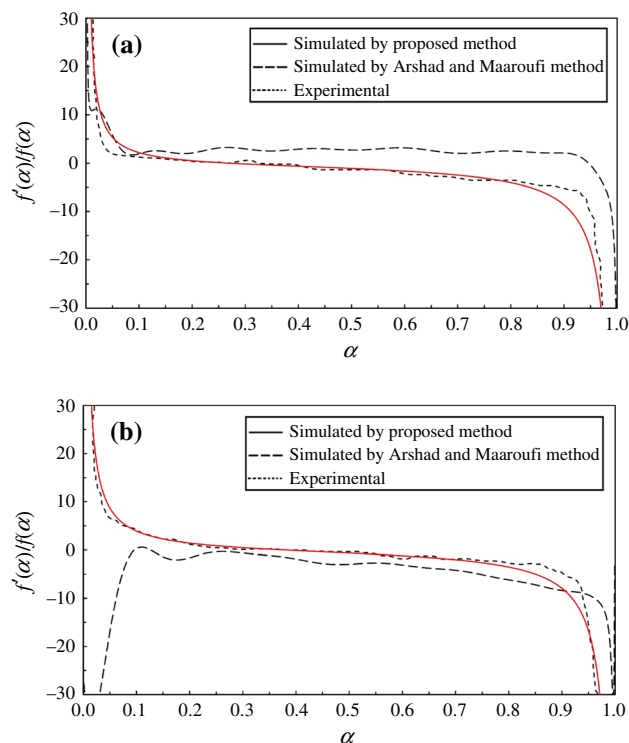 (a)
Simulated by proposed method
Simulated by Arshad and Maaroufi method
Experimental
f′(α)/f(α)
30
20
10
0
−10
−20
−30
0.0 0.1 0.2 0.3 0.4 0.5 0.6 0.7 0.8 0.9 1.0
α
(b)
Simulated by proposed method
Simulated by Arshad and Maaroufi method
Experimental
f′(α)/f(α)
30
20
10
0
−10
−20
−30
0.0 0.1 0.2 0.3 0.4 0.5 0.6 0.7 0.8 0.9 1.0
α